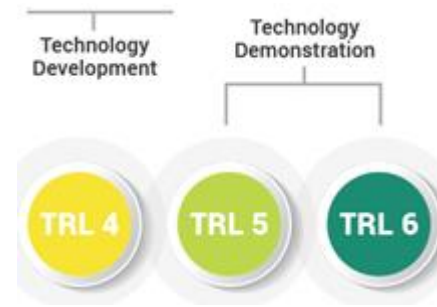 Technology
Development
Technology
Demonstration
TRL 4
TRL 5
TRL 6